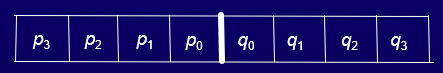 p₃ p₂ p₁ p₀ q₀ q₁ q₂ q₃